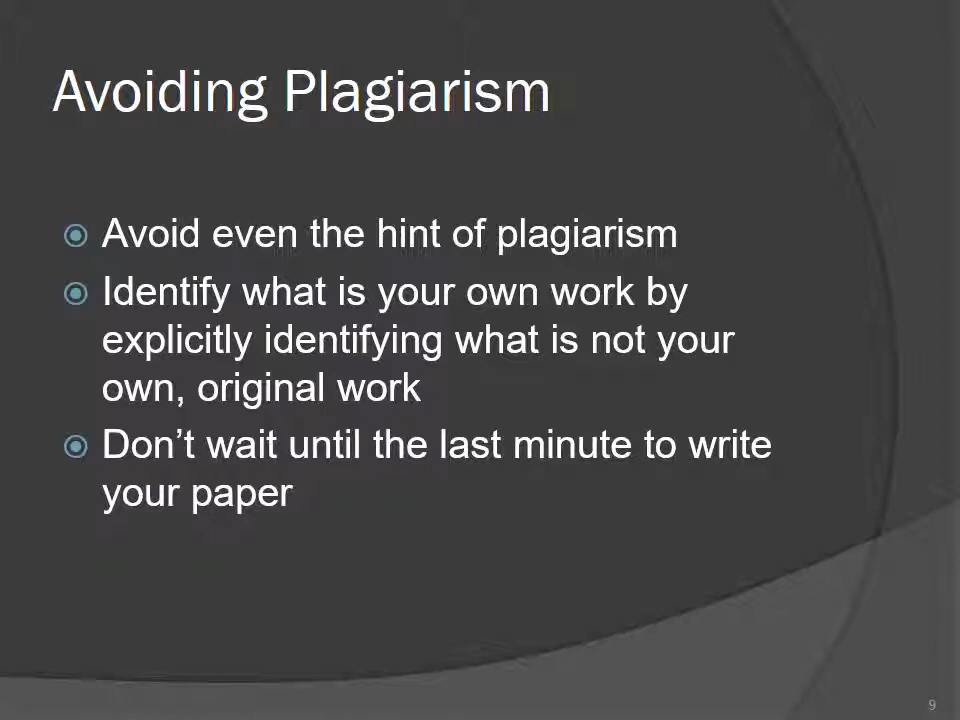 Avoiding Plagiarism
Avoid even the hint of plagiarism
Identify what is your own work by
explicitly identifying what is not your
own, original work
Don’t wait until the last minute to write
your paper
9